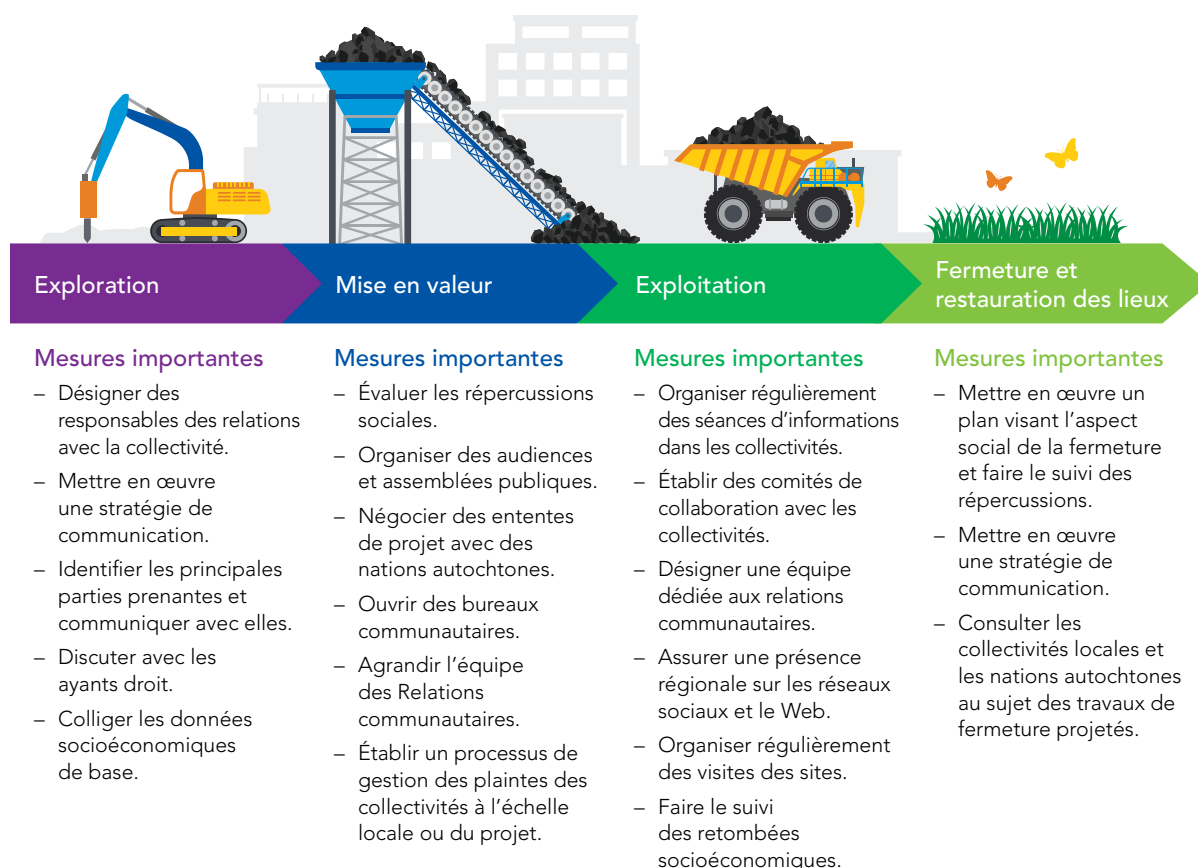 Exploration
Mise en valeur
Exploitation
Fermeture et
restauration des lieux
Mesures importantes
– Désigner des
responsables des relations
avec la collectivité.
– Mettre en œuvre
une stratégie de
communication.
– Identifier les principales
parties prenantes et
communiquer avec elles.
– Discuter avec les
ayants droit.
– Colliger les données
socioéconomiques
de base.
Mesures importantes
– Évaluer les répercussions
sociales.
– Organiser des audiences
et assemblées publiques.
– Négocier des ententes
de projet avec des
nations autochtones.
– Ouvrir des bureaux
communautaires.
– Agrandir l’équipe
des Relations
communautaires.
– Établir un processus de
gestion des plaintes des
collectivités à l’échelle
locale ou du projet.
Mesures importantes
– Organiser régulièrement
des séances d’informations
dans les collectivités.
– Établir des comités de
collaboration avec les
collectivités.
– Désigner une équipe
dédiée aux relations
communautaires.
– Assurer une présence
régionale sur les réseaux
sociaux et le Web.
– Organiser régulièrement
des visites des sites.
– Faire le suivi
des retombées
socioéconomiques.
Mesures importantes
– Mettre en œuvre un
plan visant l’aspect
social de la fermeture
et faire le suivi des
répercussions.
– Mettre en œuvre
une stratégie de
communication.
– Consulter les
collectivités locales et
les nations autochtones
au sujet des travaux de
fermeture projetés.